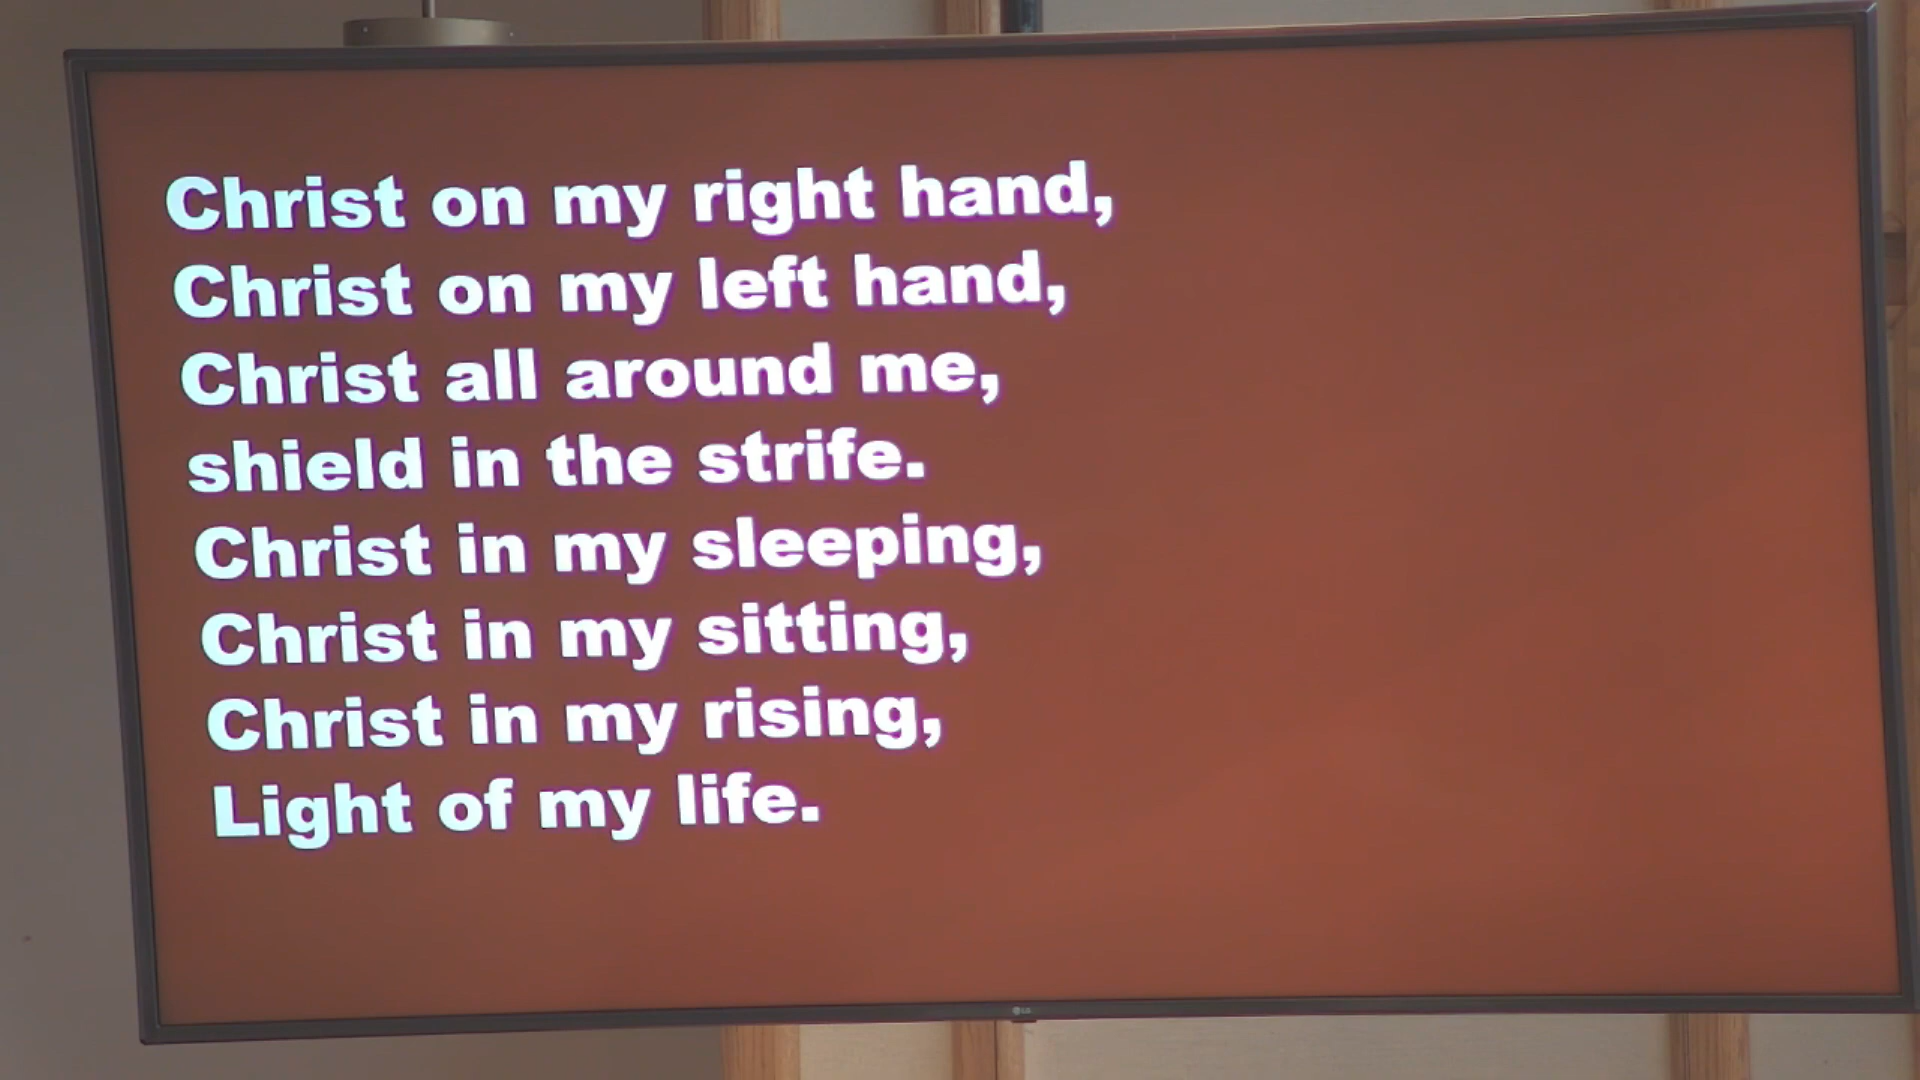 Christ on my right hand,
Christ on my left hand,
Christ all around me,
shield in the strife.
Christ in my sleeping,
Christ in my sitting,
Christ in my rising,
Light of my life.
LG